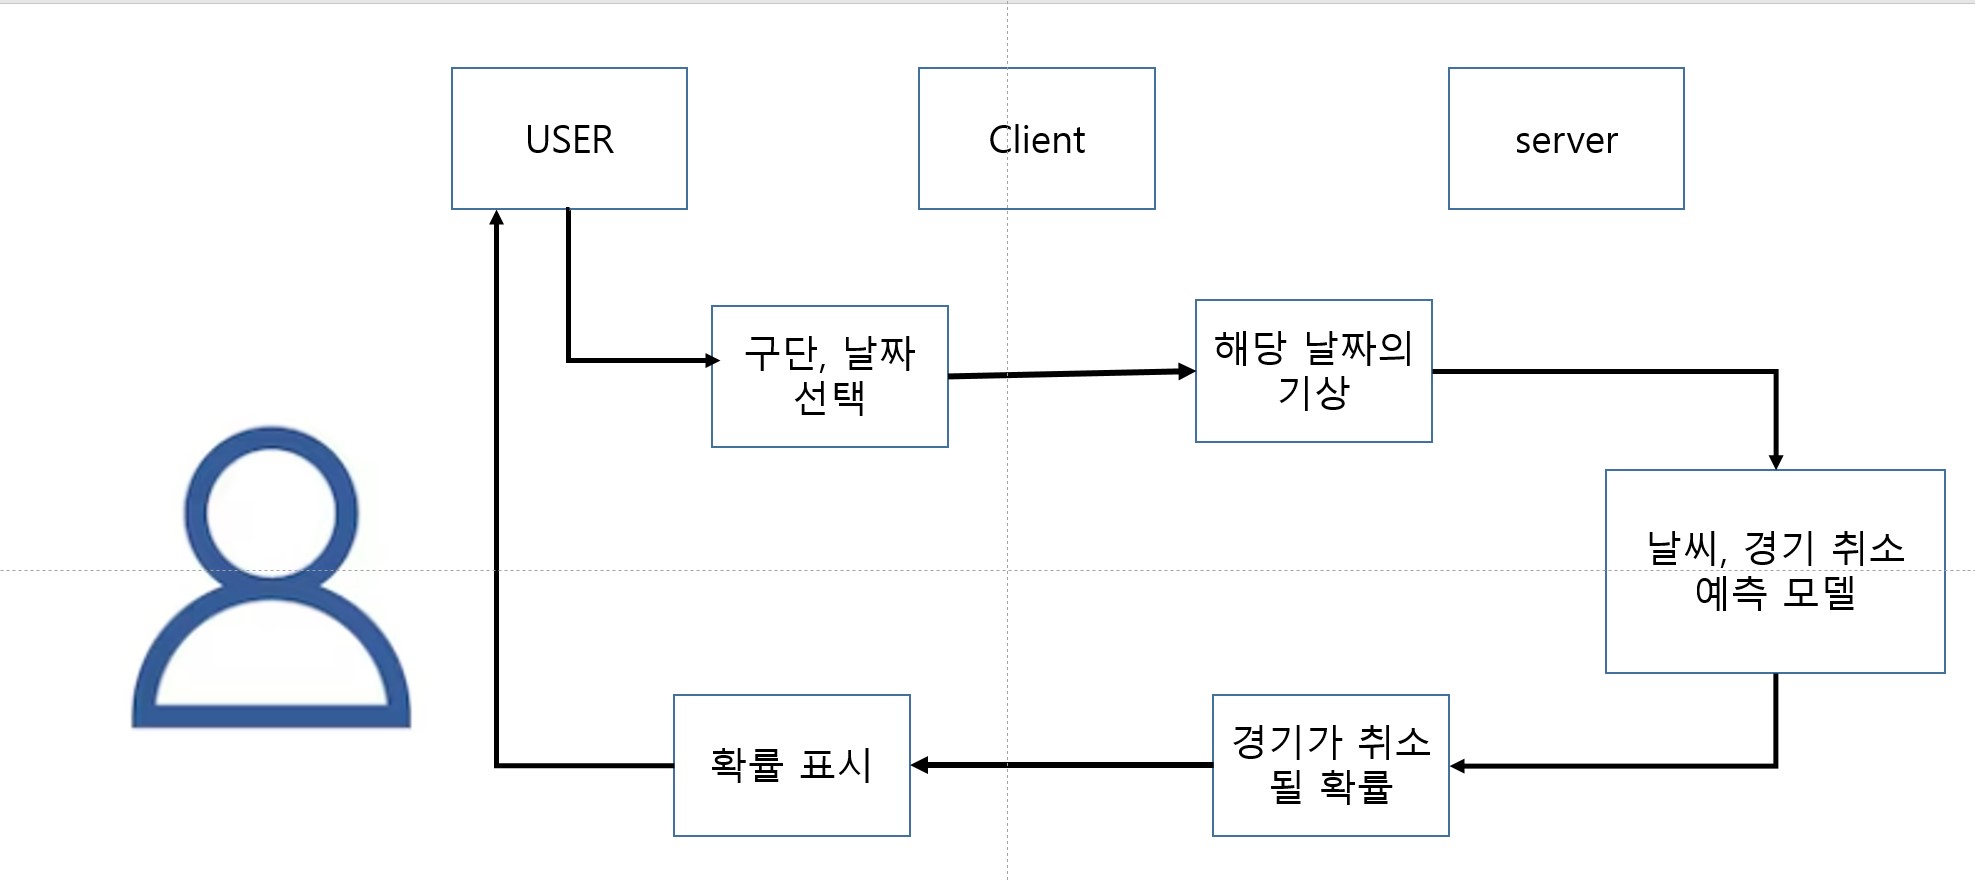 USER
Client
server
구단, 날짜
선택
해당 날짜의
기상
날씨, 경기 취소
예측 모델
확률 표시
경기가 취소
될 확률